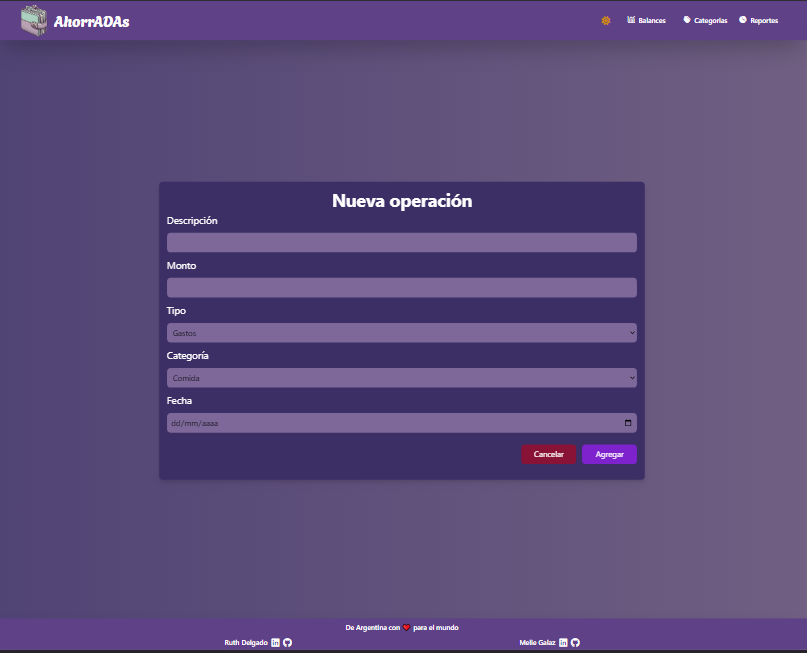 AhorrADAs
Balances Categorías Reportes
Nueva operación
Descripción
Monto
Tipo
Gastos
Categoría
Comida
Fecha
dd/mm/aaaa
Cancelar Agregar
De Argentina con ❤ para el mundo
Ruth Delgado Melie Galaz